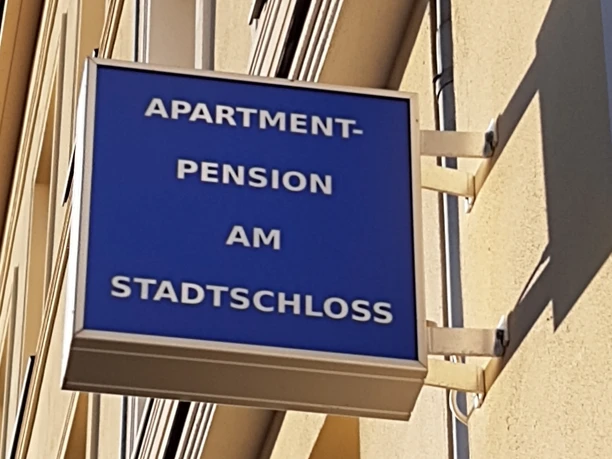 APARTMENT-
PENSION
AM
STADTSCHLOSS